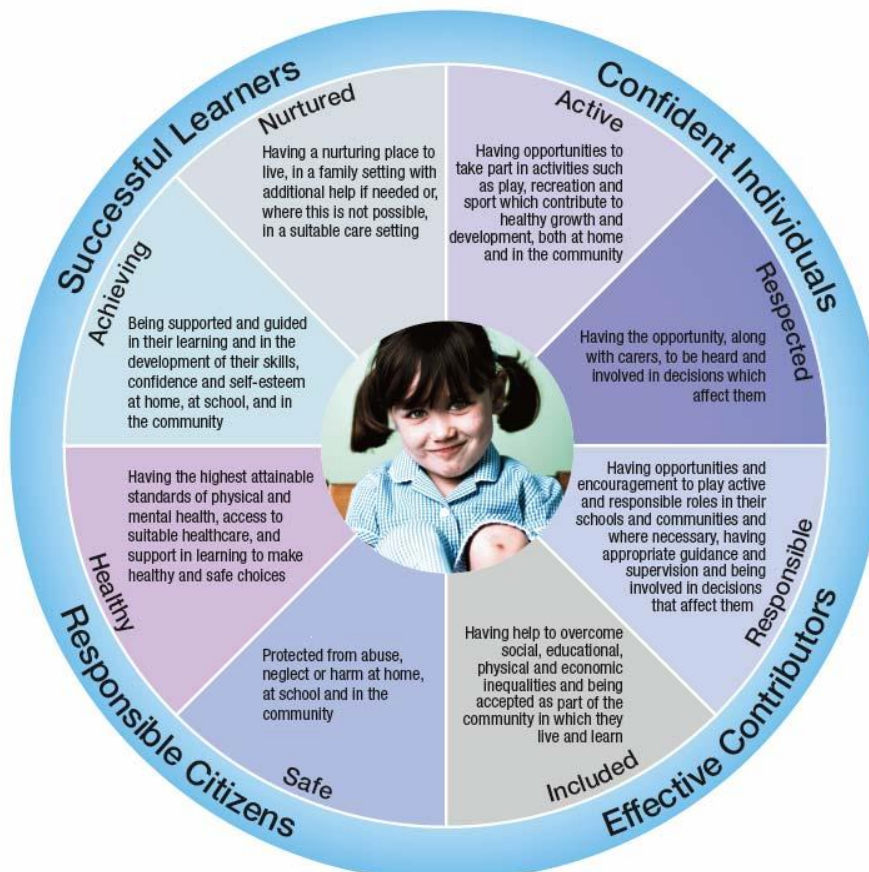 Successful Learners
Confident Individuals
Nurtured
Having a nurturing place to
live, in a family setting with
additional help if needed or,
where this is not possible,
in a suitable care setting
Active
Having opportunities to
take part in activities such
as play, recreation and
sport which contribute to
healthy growth and
development, both at home
and in the community
Achieving
Being supported and guided
in their learning and in the
development of their skills,
confidence and self-esteem
at home, at school, and in
the community
Respected
Having the opportunity, along
with carers, to be heard and
involved in decisions which
affect them
Healthy
Having the highest attainable
standards of physical and
mental health, access to
suitable healthcare, and
support in learning to make
healthy and safe choices
Responsible
Having opportunities and
encouragement to play active
and responsible roles in their
schools and communities and
where necessary, having
appropriate guidance and
supervision and being
involved in decisions
that affect them
Safe
Protected from abuse,
neglect or harm at home,
at school and in the
community
Included
Having help to overcome
social, educational,
physical and economic
inequalities and being
accepted as part of the
community in which they
live and learn
Responsible Citizens
Effective Contributors